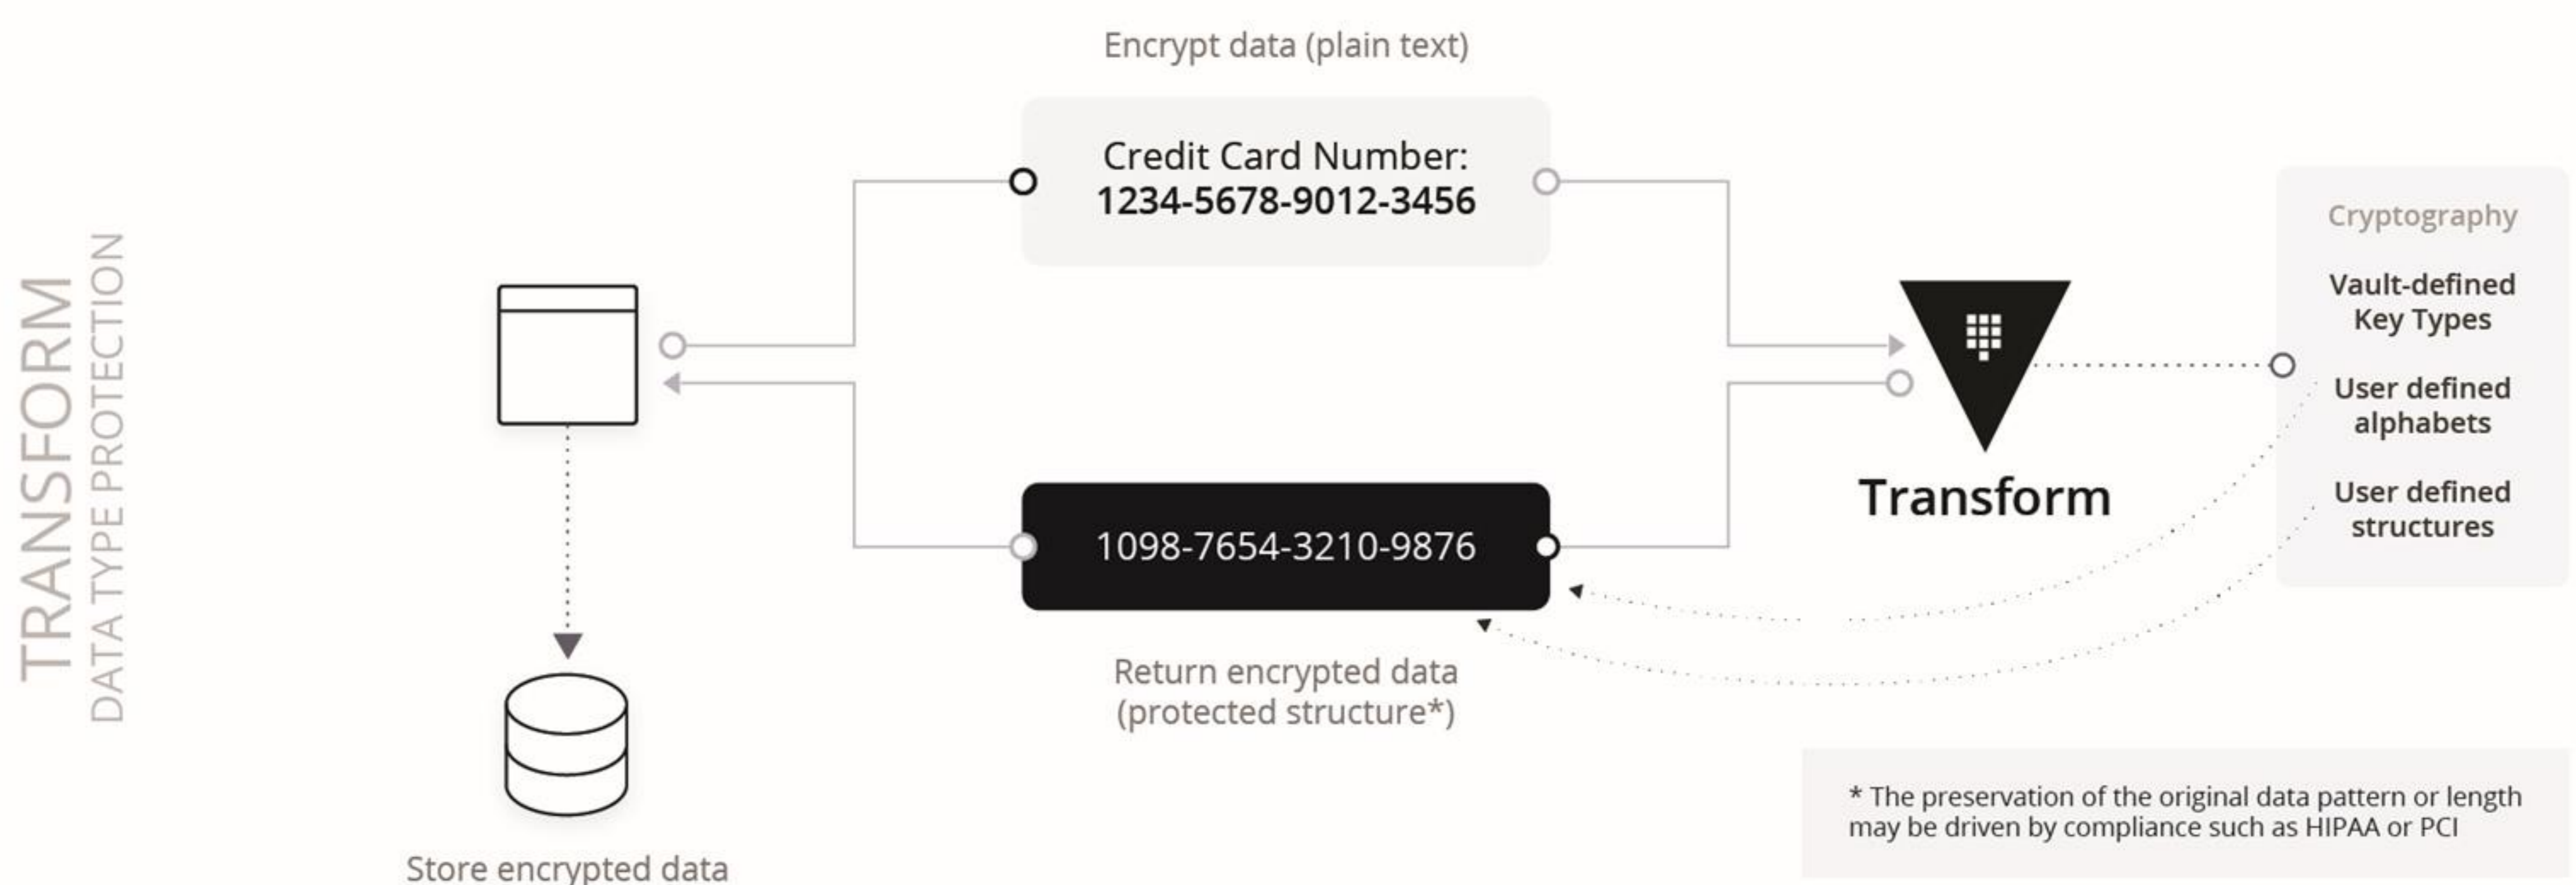 TRANSFORM
DATA TYPE PROTECTION
Encrypt data (plain text)
Credit Card Number:
1234-5678-9012-3456
Cryptography
Vault-defined
Key Types
User defined
alphabets
User defined
structures
Transform
1098-7654-3210-9876
Return encrypted data
(protected structure*)
Store encrypted data
* The preservation of the original data pattern or length
may be driven by compliance such as HIPAA or PCI